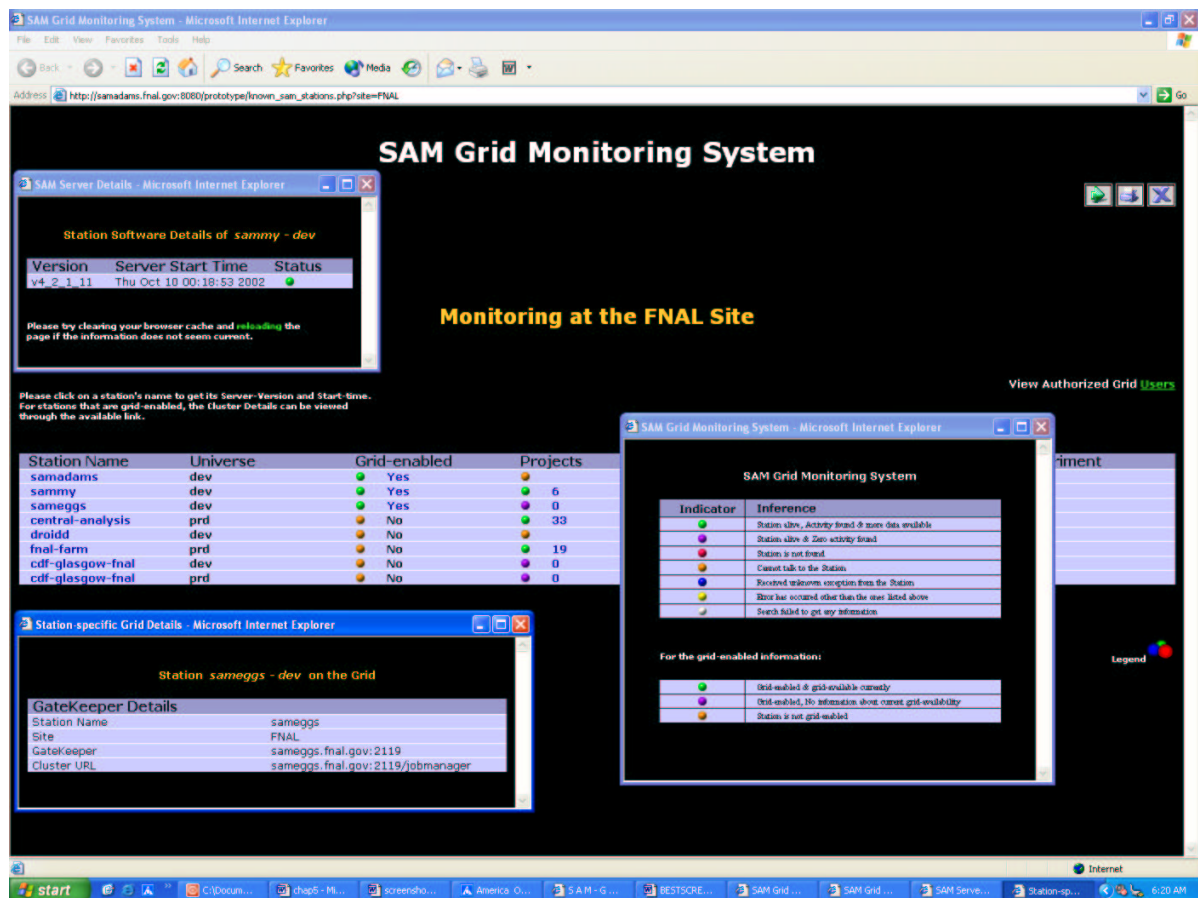 SAM Grid Monitoring System - Microsoft Internet Explorer
File Edit View Favorites Tools Help
Back Search Favorites Media
Address http://samadams.fnal.gov:8080/prototype/known_sam_stations.php?site=FNAL Go
SAM Grid Monitoring System
SAM Server Details - Microsoft Internet Explorer
Station Software Details of sammy - dev
Version Server Start Time Status
v4_2_1_11 Thu Oct 10 00:18:53 2002
Please try clearing your browser cache and reloading the
page if the information does not seem current.
Monitoring at the FNAL Site
View Authorized Grid Users
Please click on a station's name to get its Server-Version and Start-time.
For stations that are grid-enabled, the Cluster Details can be viewed
through the available link.
Station Name Universe Grid-enabled Projects iment
samadams dev Yes
sammy dev Yes 6
sameggs dev Yes 0
central-analysis prd No 33
droidd dev No
fnal-farm prd No 19
cdf-glasgow-fnal dev No 0
cdf-glasgow-fnal prd No 0
SAM Grid Monitoring System - Microsoft Internet Explorer
SAM Grid Monitoring System
Indicator Inference
Station alive, Activity found & more data available
Station alive & Zero activity found
Station is not found
Cannot talk to the Station
Received unknown exception from the Station
Error has occurred other than the ones listed above
Search failed to get any information
For the grid-enabled information:
Grid-enabled & grid-available currently
Grid-enabled, No information about current grid-availability
Station is not grid-enabled
Legend
Station-specific Grid Details - Microsoft Internet Explorer
Station sameggs - dev on the Grid
GateKeeper Details
Station Name sameggs
Site FNAL
GateKeeper sameggs.fnal.gov:2119
Cluster URL sameggs.fnal.gov:2119/jobmanager
Internet
start C:\Docum... chap5 - Mi... screensho... America O... S A M - G ... BESTSCRE... SAM Grid ... SAM Grid ... SAM Serve... Station-sp... 6:20 AM